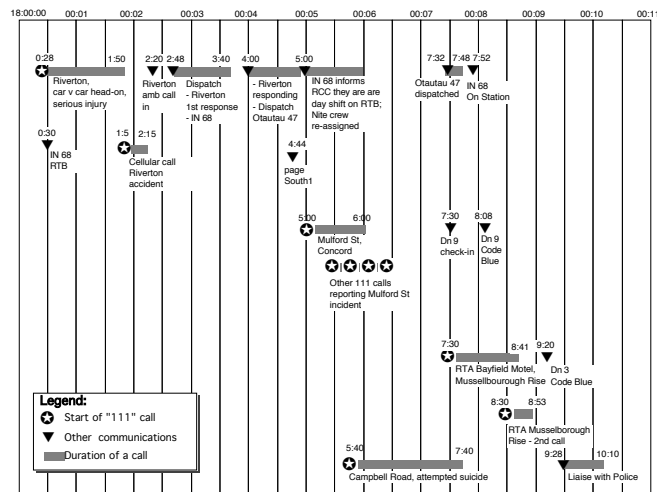 18:00:00 00:01 00:02 00:03 00:04 00:05 00:06 00:07 00:08 00:09 00:10 00:11
0:28 1:50
Riverton,
car v car head-on,
serious injury
2:20
Riverton
amb call
in
2:48 3:40
Dispatch
- Riverton
1st response
- IN 68
4:00
- Riverton
responding
- Dispatch
Otautau 47
5:00
IN 68 informs
RCC they are are
day shift on RTB;
Nite crew
re-assigned
7:32 7:48
Otautau 47
dispatched
7:52
IN 68
On Station
0:30
IN 68
RTB
1:5 2:15
Cellular call
Riverton
accident
4:44
page
South1
5:00 6:00
Mulford St,
Concord
Other 111 calls
reporting Mulford St
incident
7:30
Dn 9
check-in
8:08
Dn 9
Code
Blue
7:30 8:41
RTA Bayfield Motel,
Mussellbourough Rise
9:20
Dn 3
Code Blue
8:30 8:53
RTA Musselborough
Rise - 2nd call
5:40 7:40
Campbell Road, attempted suicide
9:28 10:10
Liaise with Police
Legend:
Start of "111" call
Other communications
Duration of a call